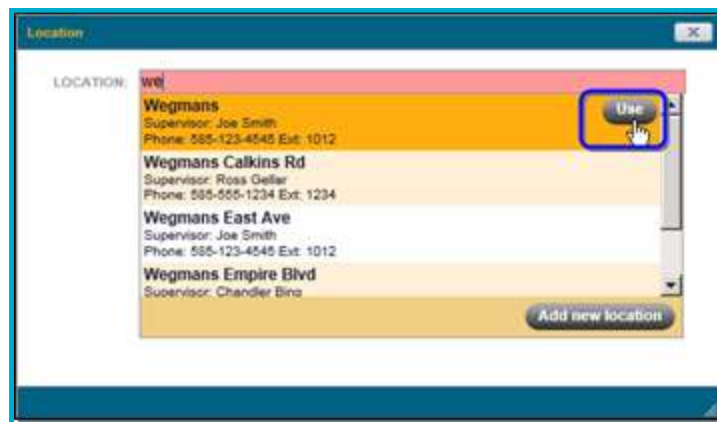 Location
LOCATION: we
Wegmans
Use
Supervisor: Joe Smith
Phone: 585-123-4545 Ext: 1012
Wegmans Calkins Rd
Supervisor: Ross Gellar
Phone: 585-555-1234 Ext: 1234
Wegmans East Ave
Supervisor: Joe Smith
Phone: 585-123-4545 Ext: 1012
Wegmans Empire Blvd
Supervisor: Chandler Bing
Add new location